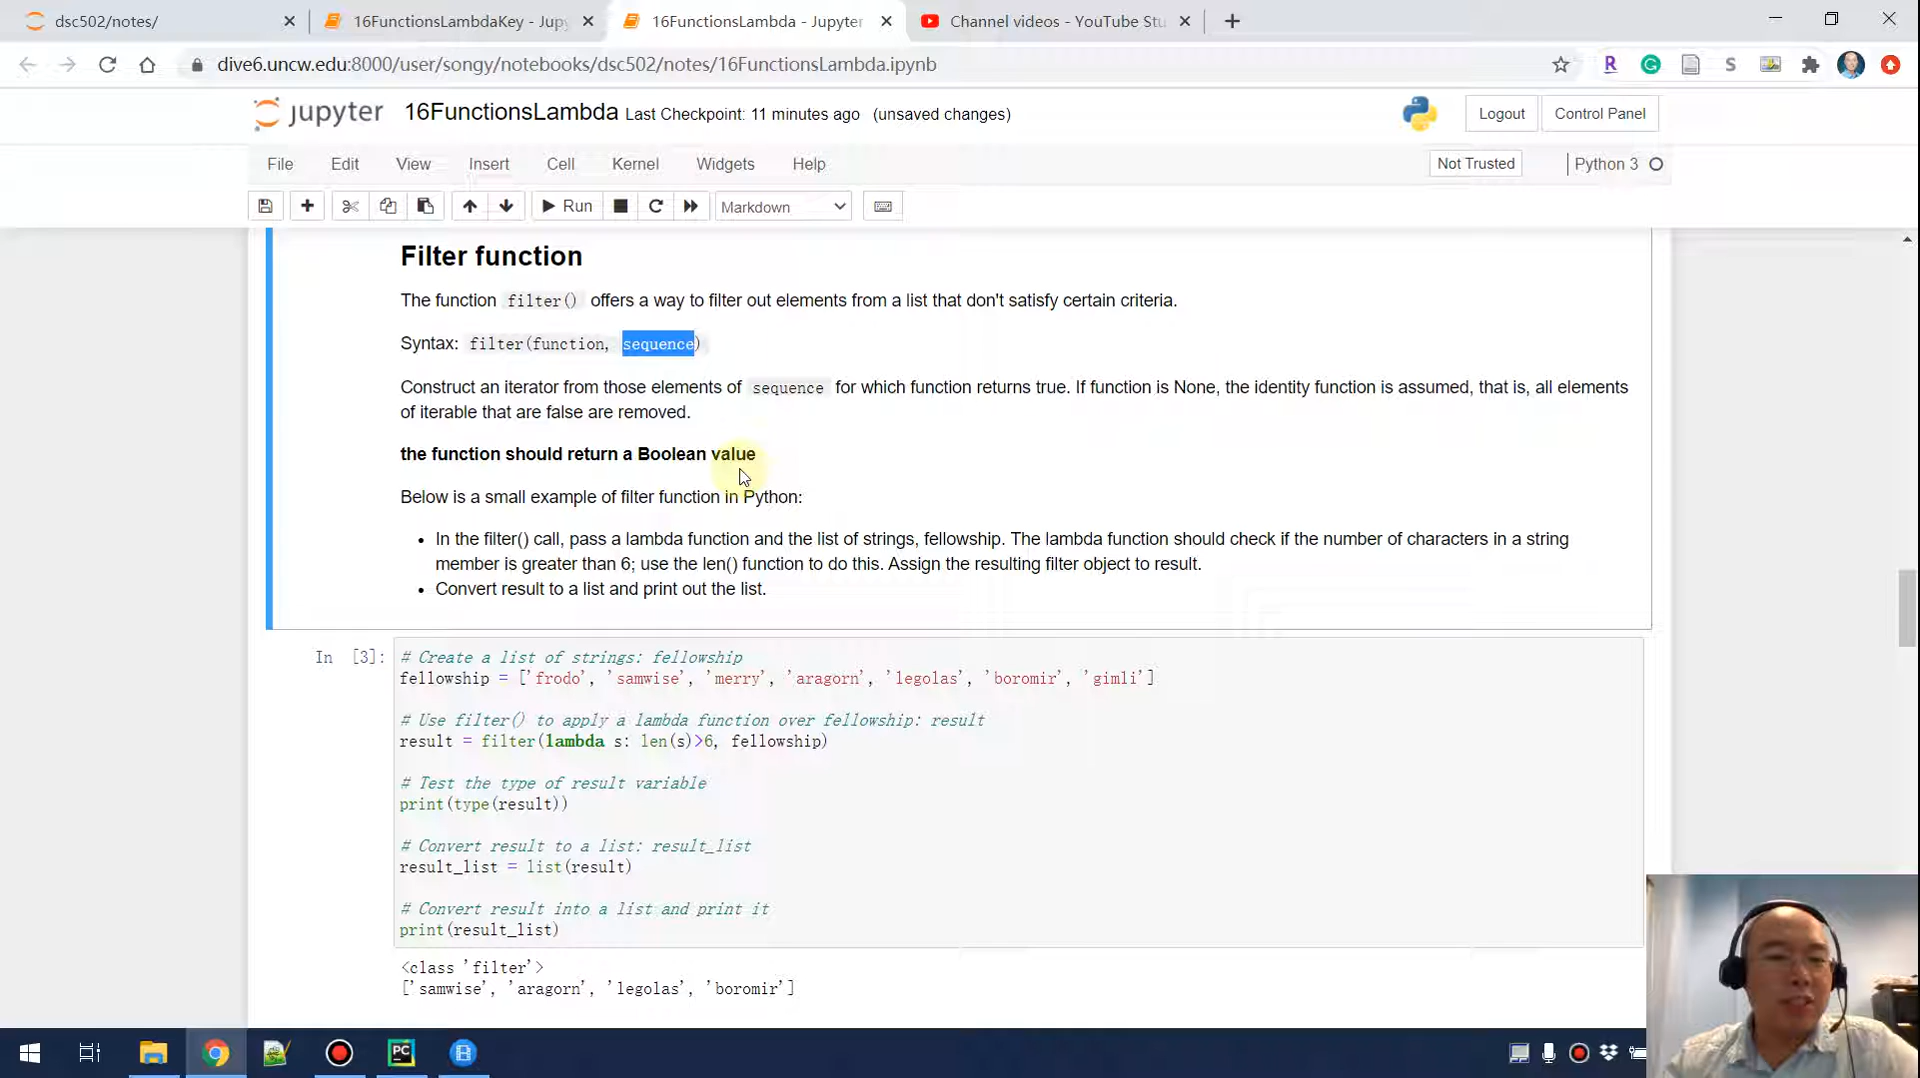 dsc502/notes/
16FunctionsLambdaKey - Jup
16FunctionsLambda - Jupyter
Channel videos - YouTube Stu
dive6.uncw.edu:8000/user/songy/notebooks/dsc502/notes/16FunctionsLambda.ipynb
jupyter 16FunctionsLambda Last Checkpoint: 11 minutes ago (unsaved changes)
Logout
Control Panel
File Edit View Insert Cell Kernel Widgets Help
Not Trusted
Python 3
Run
Markdown
Filter function
The function filter() offers a way to filter out elements from a list that don't satisfy certain criteria.
Syntax: filter(function, sequence)
Construct an iterator from those elements of sequence for which function returns true. If function is None, the identity function is assumed, that is, all elements
of iterable that are false are removed.
the function should return a Boolean value
Below is a small example of filter function in Python:
• In the filter() call, pass a lambda function and the list of strings, fellowship. The lambda function should check if the number of characters in a string
member is greater than 6; use the len() function to do this. Assign the resulting filter object to result.
• Convert result to a list and print out the list.
In [3]:
# Create a list of strings: fellowship
fellowship = ['frodo', 'samwise', 'merry', 'aragorn', 'legolas', 'boromir', 'gimli']
# Use filter() to apply a lambda function over fellowship: result
result = filter(lambda s: len(s)>6, fellowship)
# Test the type of result variable
print(type(result))
# Convert result to a list: result_list
result_list = list(result)
# Convert result into a list and print it
print(result_list)
<class 'filter'>
['samwise', 'aragorn', 'legolas', 'boromir']